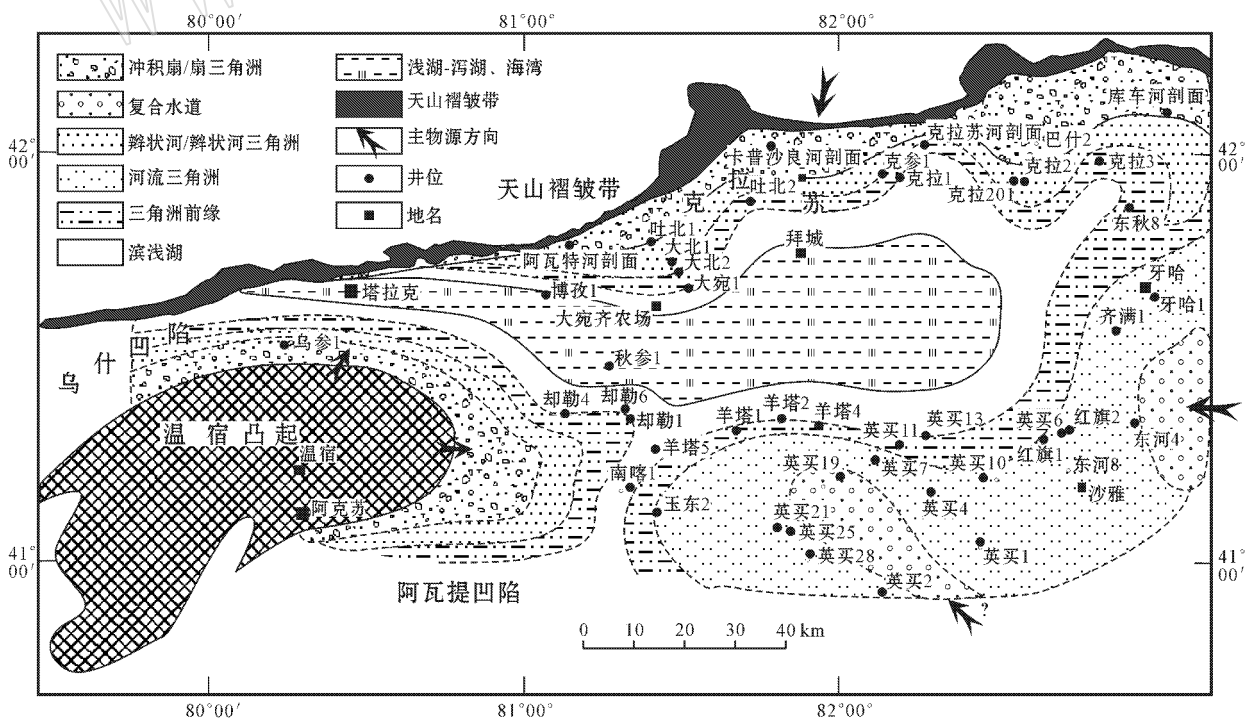 80°00′ 81°00′ 82°00′
冲积扇/扇三角洲
复合水道
辫状河/辫状河三角洲
河流三角洲
三角洲前缘
滨浅湖
浅湖-泻湖、海湾
天山褶皱带
主物源方向
井位
地名
42°00′
42°00′
库车河剖面
克拉苏河剖面
巴什2
卡普沙良河剖面
克参1
克拉1
克拉2
克拉201
克拉3
天山褶皱带
拉
克
苏
吐北2
吐北1
东秋8
拜城
阿瓦特河剖面
大北1
大北2
大宛1
塔拉克
博孜1
大宛齐农场
牙哈
牙哈1
齐满1
乌什凹陷
乌参1
秋参1
却勒4
却勒6
却勒1
羊塔1
羊塔2
羊塔4
羊塔5
英买11
英买13
英买6
红旗2
红旗1
东河4
温宿凸起
温宿
阿克苏
南喀1
玉东2
英买19
英买7
英买10
东河8
沙雅
英买4
英买21
英买25
英买28
英买1
英买2
?
41°00′
41°00′
阿瓦提凹陷
0 10 20 30 40 km
80°00′ 81°00′ 82°00′